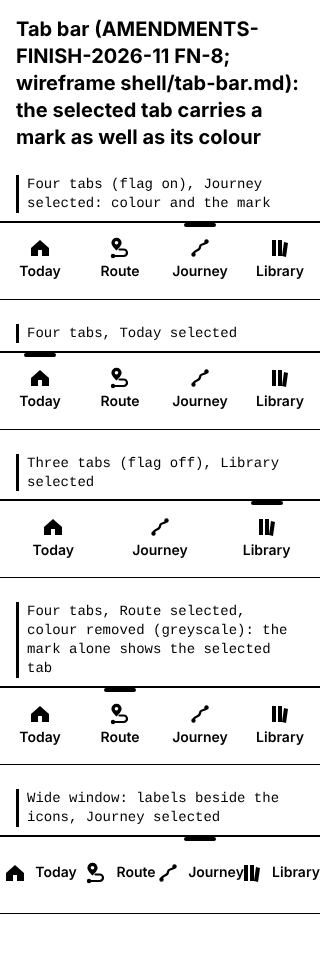 Tab bar (AMENDMENTS-
FINISH-2026-11 FN-8;
wireframe shell/tab-bar.md):
the selected tab carries a
mark as well as its colour
Four tabs (flag on), Journey
selected: colour and the mark
Today Route Journey Library
Four tabs, Today selected
Today Route Journey Library
Three tabs (flag off), Library
selected
Today Journey Library
Four tabs, Route selected,
colour removed (greyscale): the
mark alone shows the selected
tab
Today Route Journey Library
Wide window: labels beside the
icons, Journey selected
Today Route Journey Library